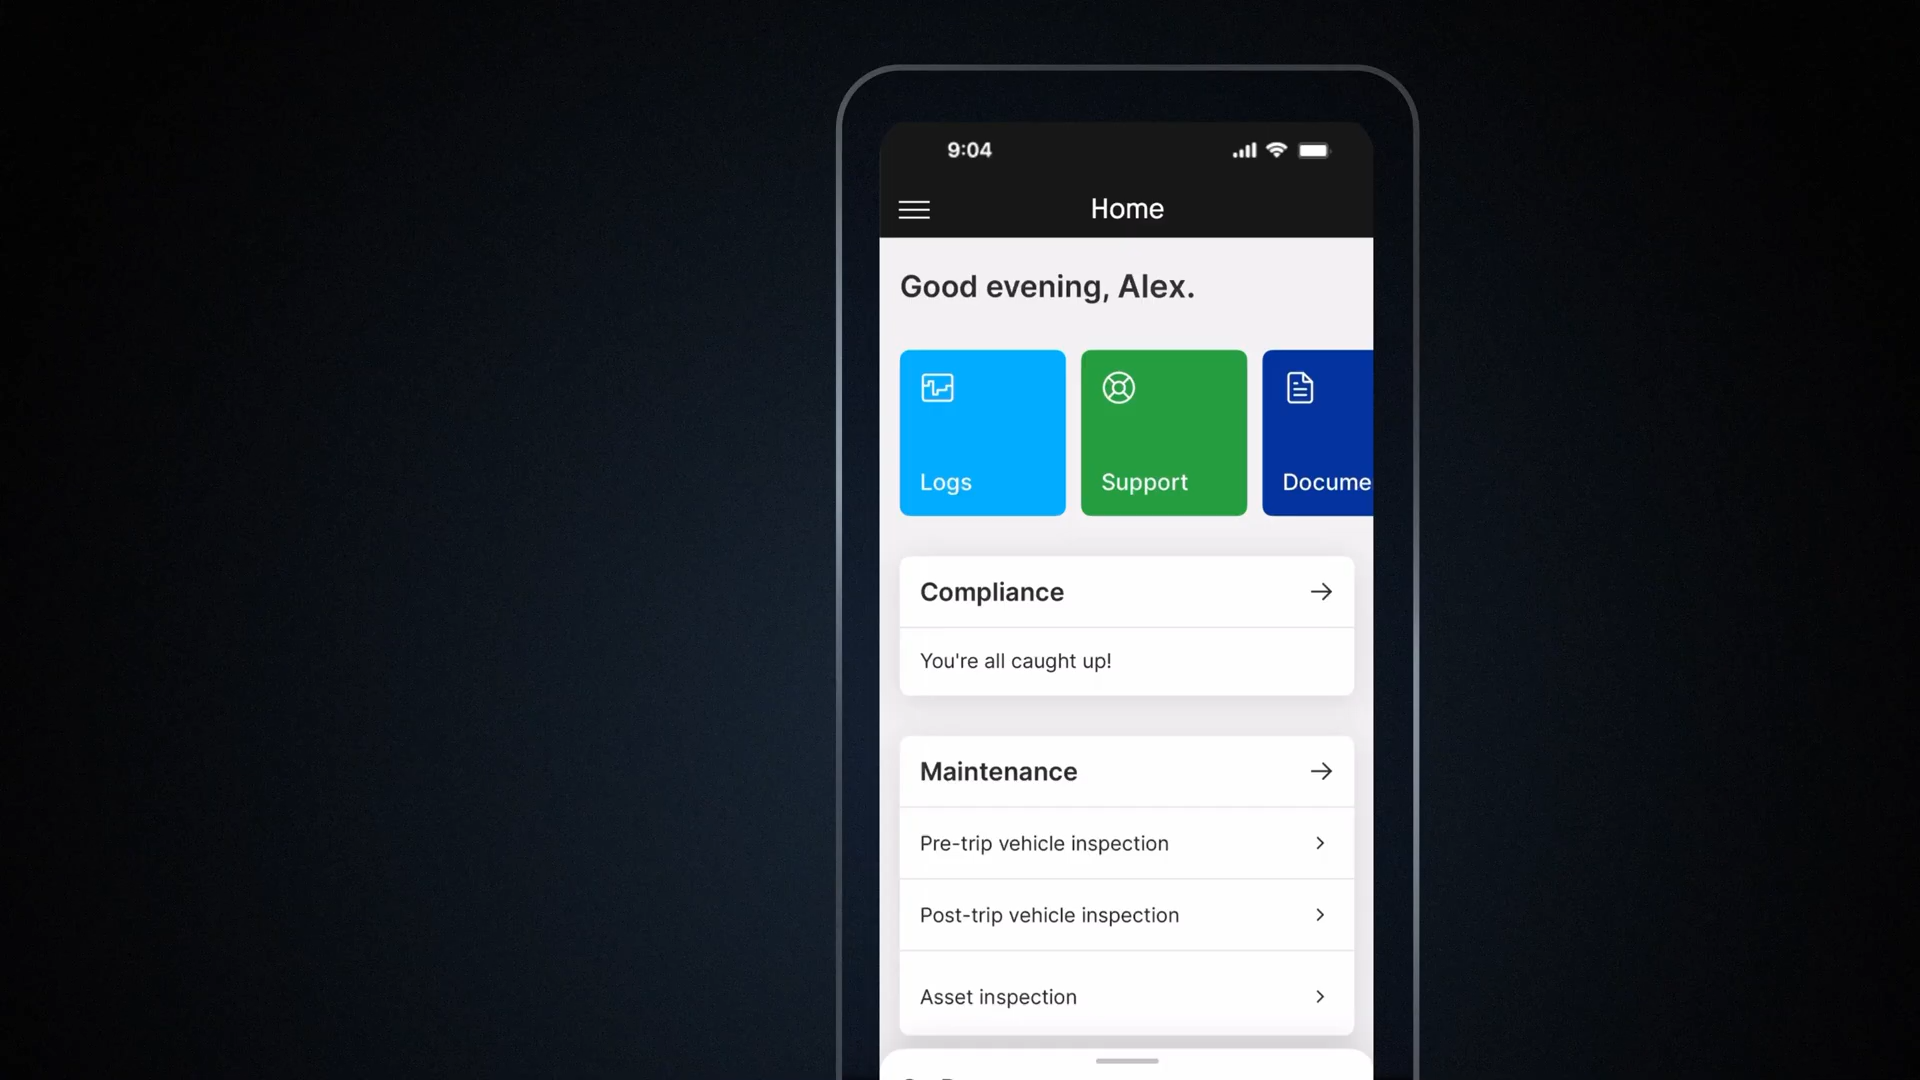 9:04
Home
Good evening, Alex.
Logs
Support
Docume
Compliance
You're all caught up!
Maintenance
Pre-trip vehicle inspection
Post-trip vehicle inspection
Asset inspection